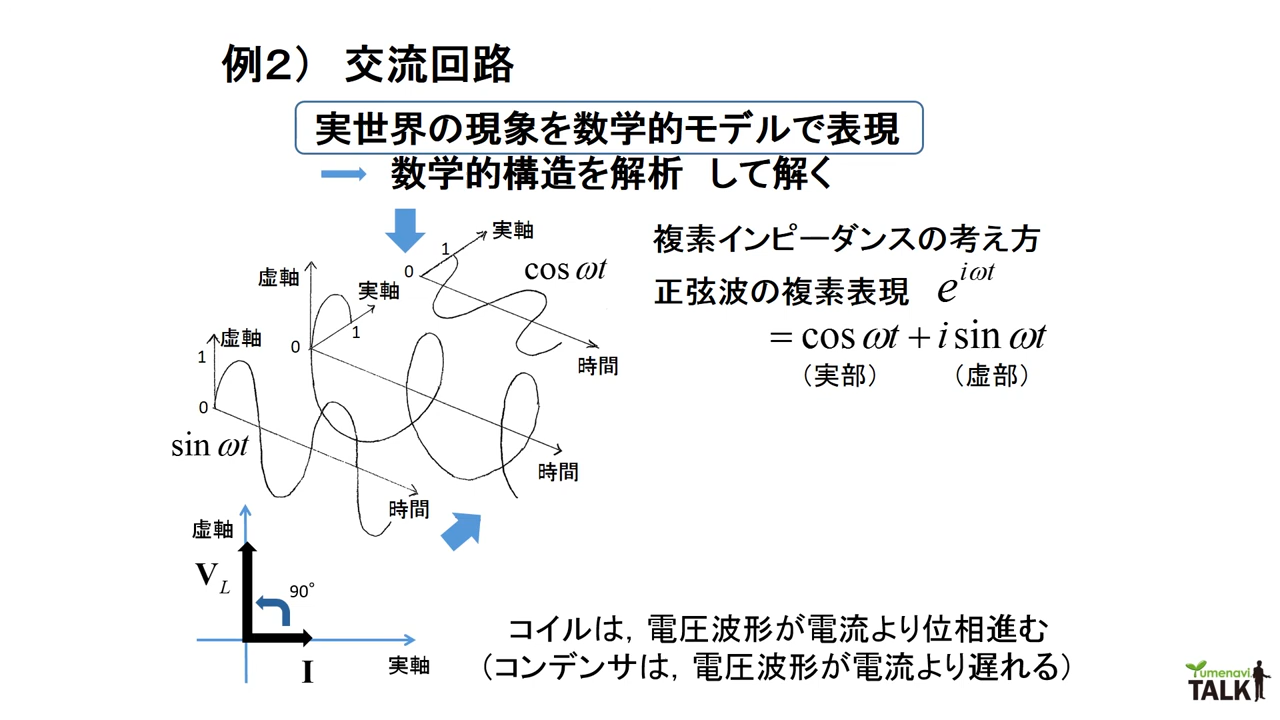 例２） 交流回路
実世界の現象を数学的モデルで表現
数学的構造を解析 して解く
実軸
1
0
cos ωt
時間
虚軸
実軸
1
0
時間
虚軸
1
0
sin ωt
時間
複素インピーダンスの考え方
正弦波の複素表現 e^{iωt}
= cos ωt + i sin ωt
（実部） （虚部）
虚軸
V_L
90°
I
実軸
コイルは，電圧波形が電流より位相進む
（コンデンサは，電圧波形が電流より遅れる）
Yumenavi
TALK